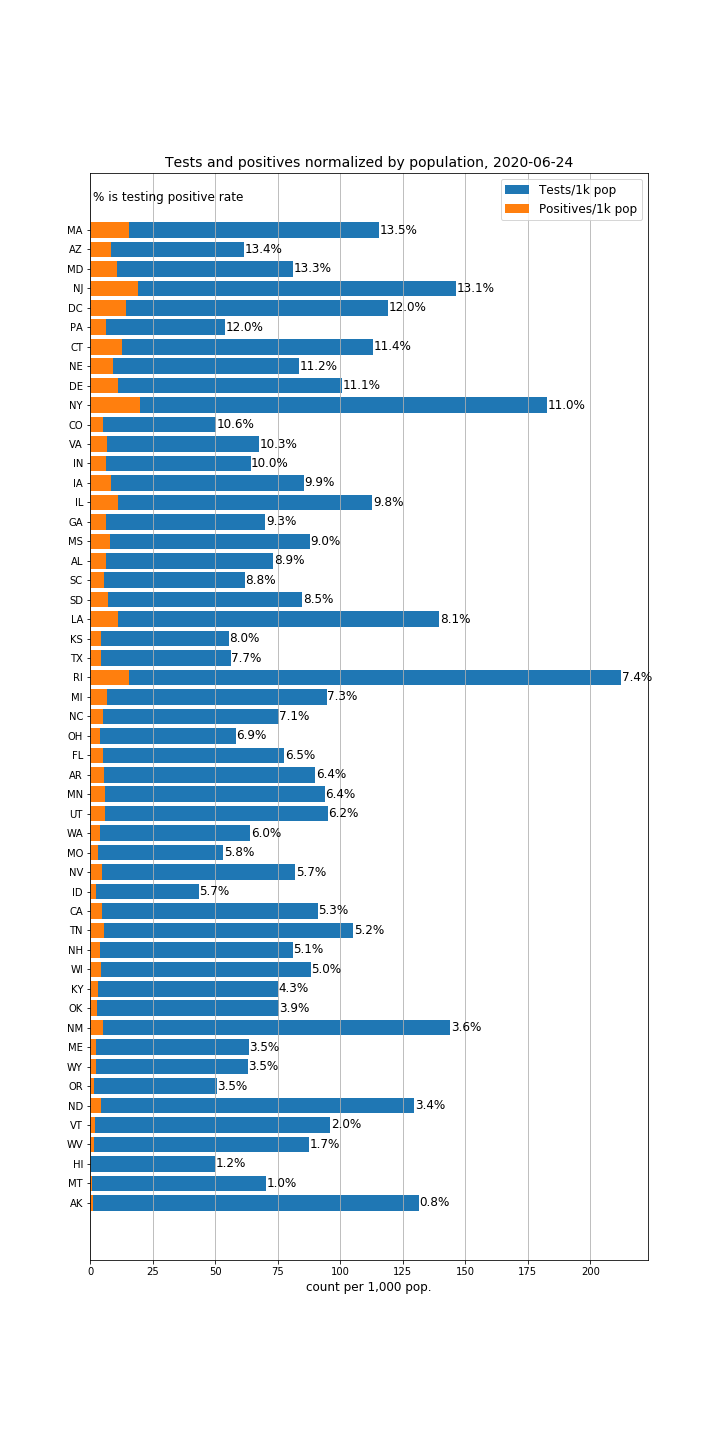 Tests and positives normalized by population, 2020-06-24
% is testing positive rate
Tests/1k pop
Positives/1k pop
MA 13.5%
AZ 13.4%
MD 13.3%
NJ 13.1%
DC 12.0%
PA 12.0%
CT 11.4%
NE 11.2%
DE 11.1%
NY 11.0%
CO 10.6%
VA 10.3%
IN 10.0%
IA 9.9%
IL 9.8%
GA 9.3%
MS 9.0%
AL 8.9%
SC 8.8%
SD 8.5%
LA 8.1%
KS 8.0%
TX 7.7%
RI 7.4%
MI 7.3%
NC 7.1%
OH 6.9%
FL 6.5%
AR 6.4%
MN 6.4%
UT 6.2%
WA 6.0%
MO 5.8%
NV 5.7%
ID 5.7%
CA 5.3%
TN 5.2%
NH 5.1%
WI 5.0%
KY 4.3%
OK 3.9%
NM 3.6%
ME 3.5%
WY 3.5%
OR 3.5%
ND 3.4%
VT 2.0%
WV 1.7%
HI 1.2%
MT 1.0%
AK 0.8%
0 25 50 75 100 125 150 175 200
count per 1,000 pop.